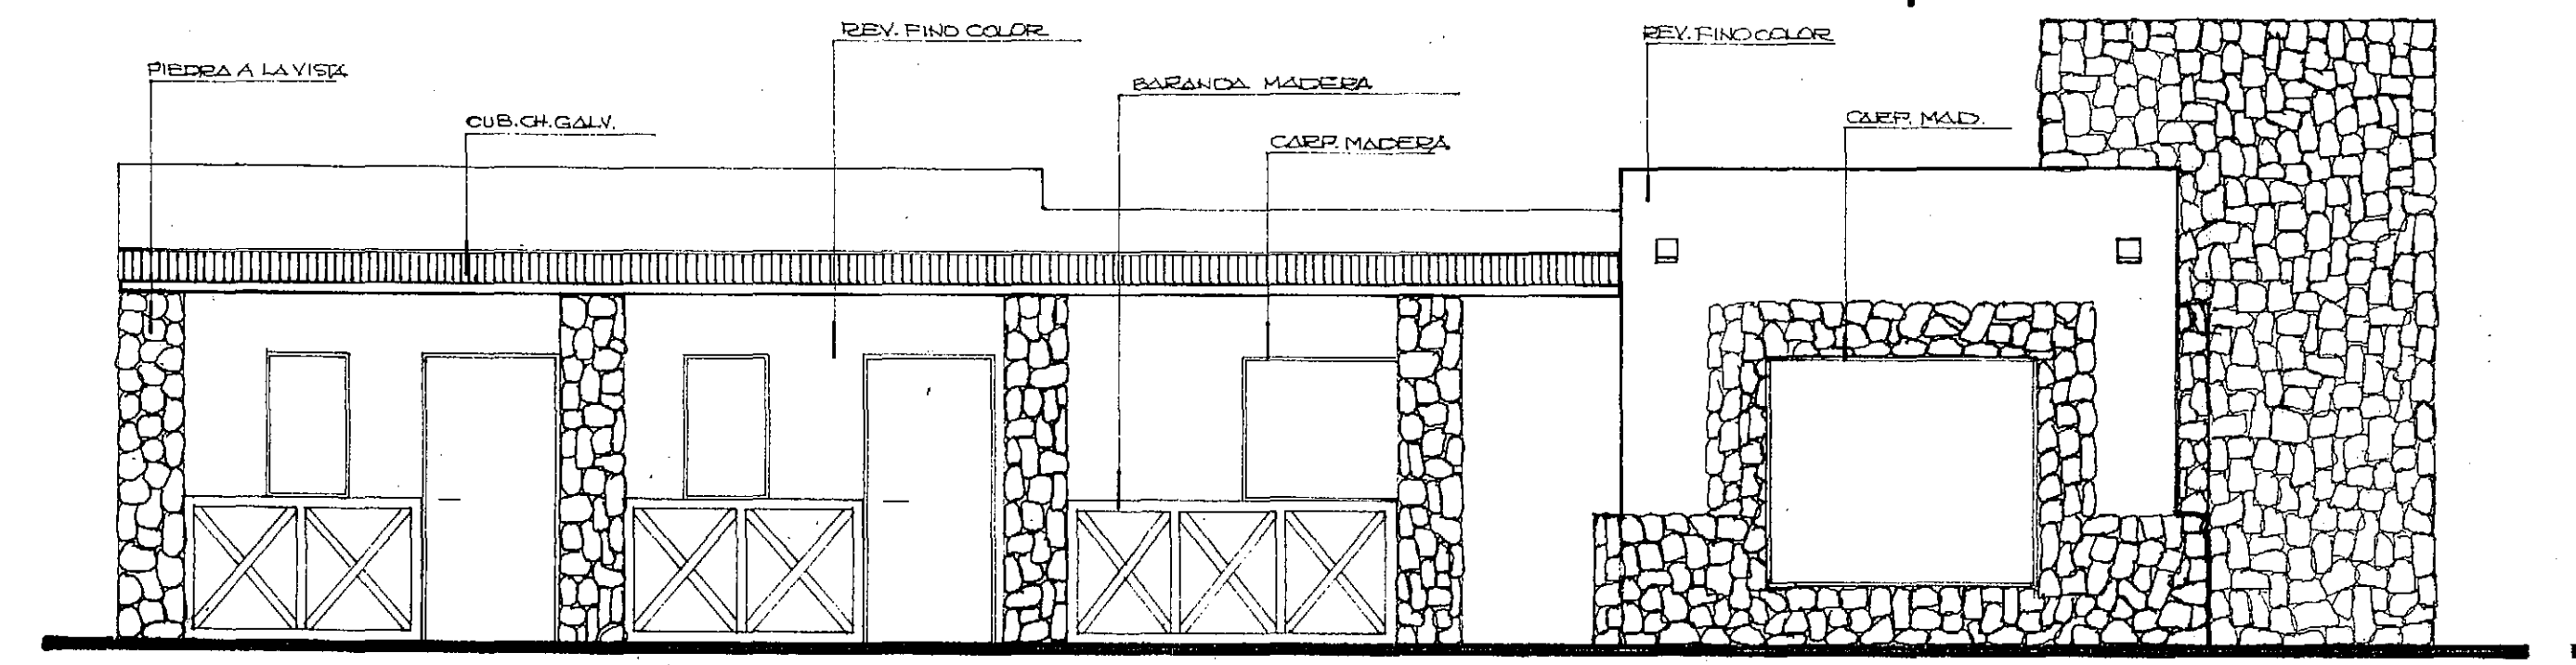 PIEDRA A LA VISTA
CUB.CH.GALV.
REV. FINO COLOR
BARANDA MADERA
CARP. MADERA
REV. FINO COLOR
CARP. MAD.